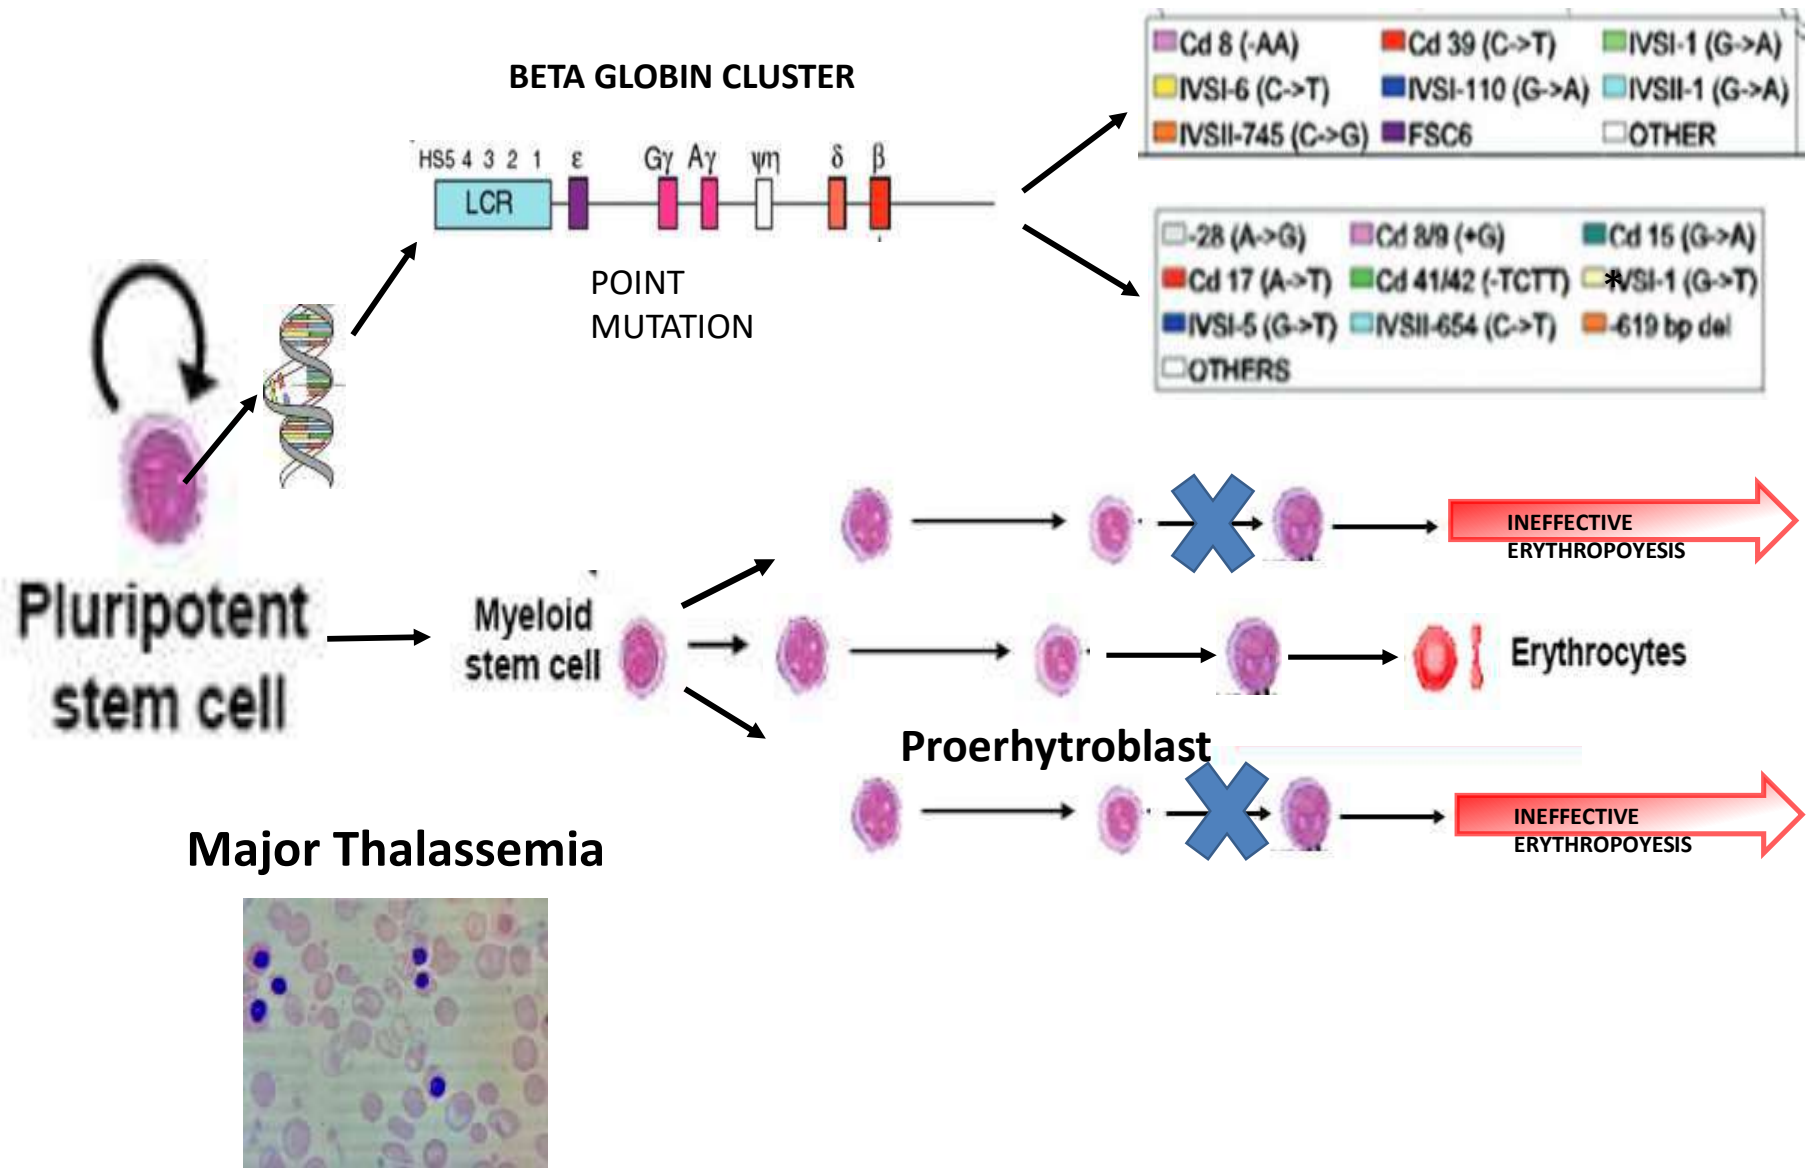 BETA GLOBIN CLUSTER
HS5 4 3 2 1 ε Gγ Aγ ψη δ β
LCR
POINT
MUTATION
Cd 8 (-AA) Cd 39 (C->T) IVSI-1 (G->A)
IVSI-6 (C->T) IVSI-110 (G->A) IVSII-1 (G->A)
IVSII-745 (C->G) FSC6 OTHER
-28 (A->G) Cd 8/9 (+G) Cd 15 (G->A)
Cd 17 (A->T) Cd 41/42 (-TCTT) *IVSI-1 (G->T)
IVSI-5 (G->T) IVSII-654 (C->T) -619 bp del
OTHERS
Pluripotent
stem cell
Myeloid
stem cell
INEFFECTIVE
ERYTHROPOYESIS
Erythrocytes
Proerhytroblast
INEFFECTIVE
ERYTHROPOYESIS
Major Thalassemia